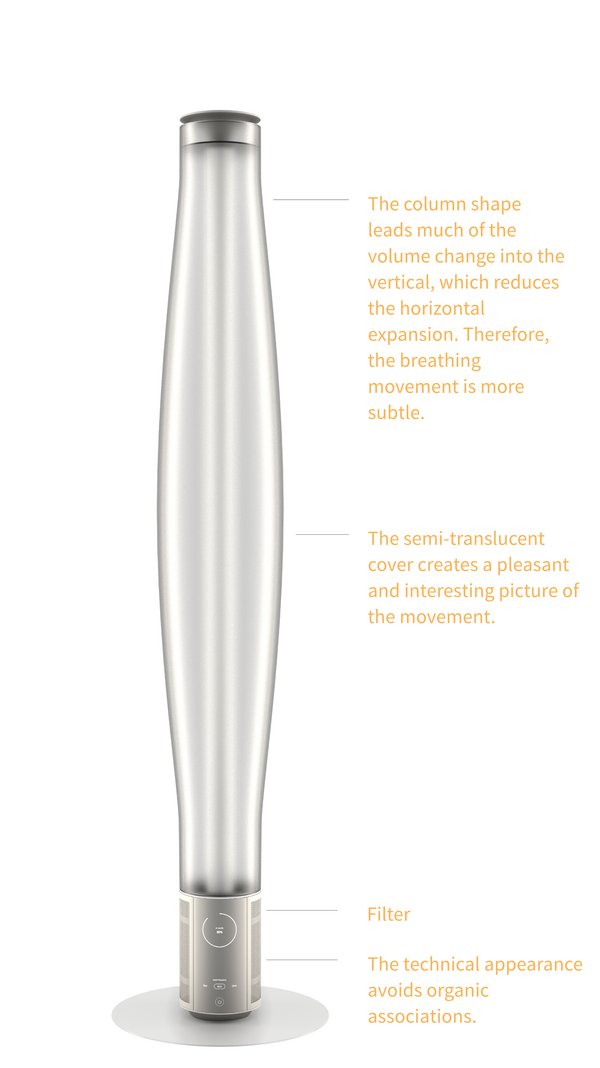 The column shape
leads much of the
volume change into the
vertical, which reduces
the horizontal
expansion. Therefore,
the breathing
movement is more
subtle.
The semi-translucent
cover creates a pleasant
and interesting picture of
the movement.
Filter
The technical appearance
avoids organic
associations.